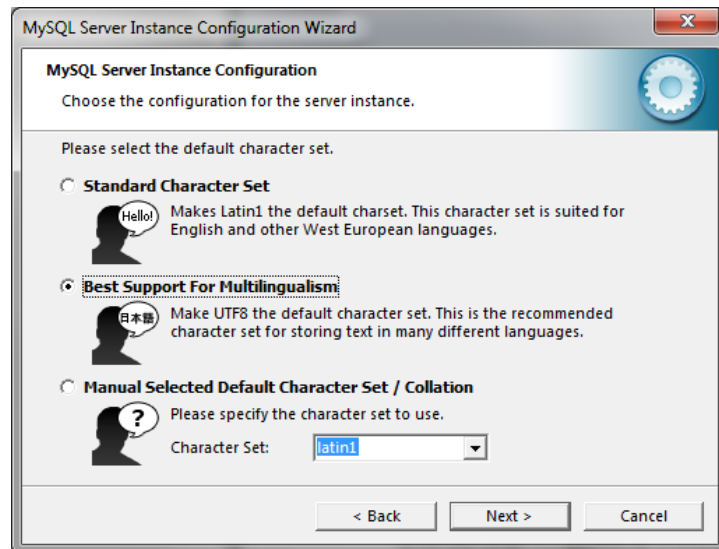 MySQL Server Instance Configuration Wizard
MySQL Server Instance Configuration
Choose the configuration for the server instance.
Please select the default character set.
Standard Character Set
Hello!
Makes Latin1 the default charset. This character set is suited for
English and other West European languages.
Best Support For Multilingualism
日本語
Make UTF8 the default character set. This is the recommended
character set for storing text in many different languages.
Manual Selected Default Character Set / Collation
?
Please specify the character set to use.
Character Set: latin1
< Back Next > Cancel